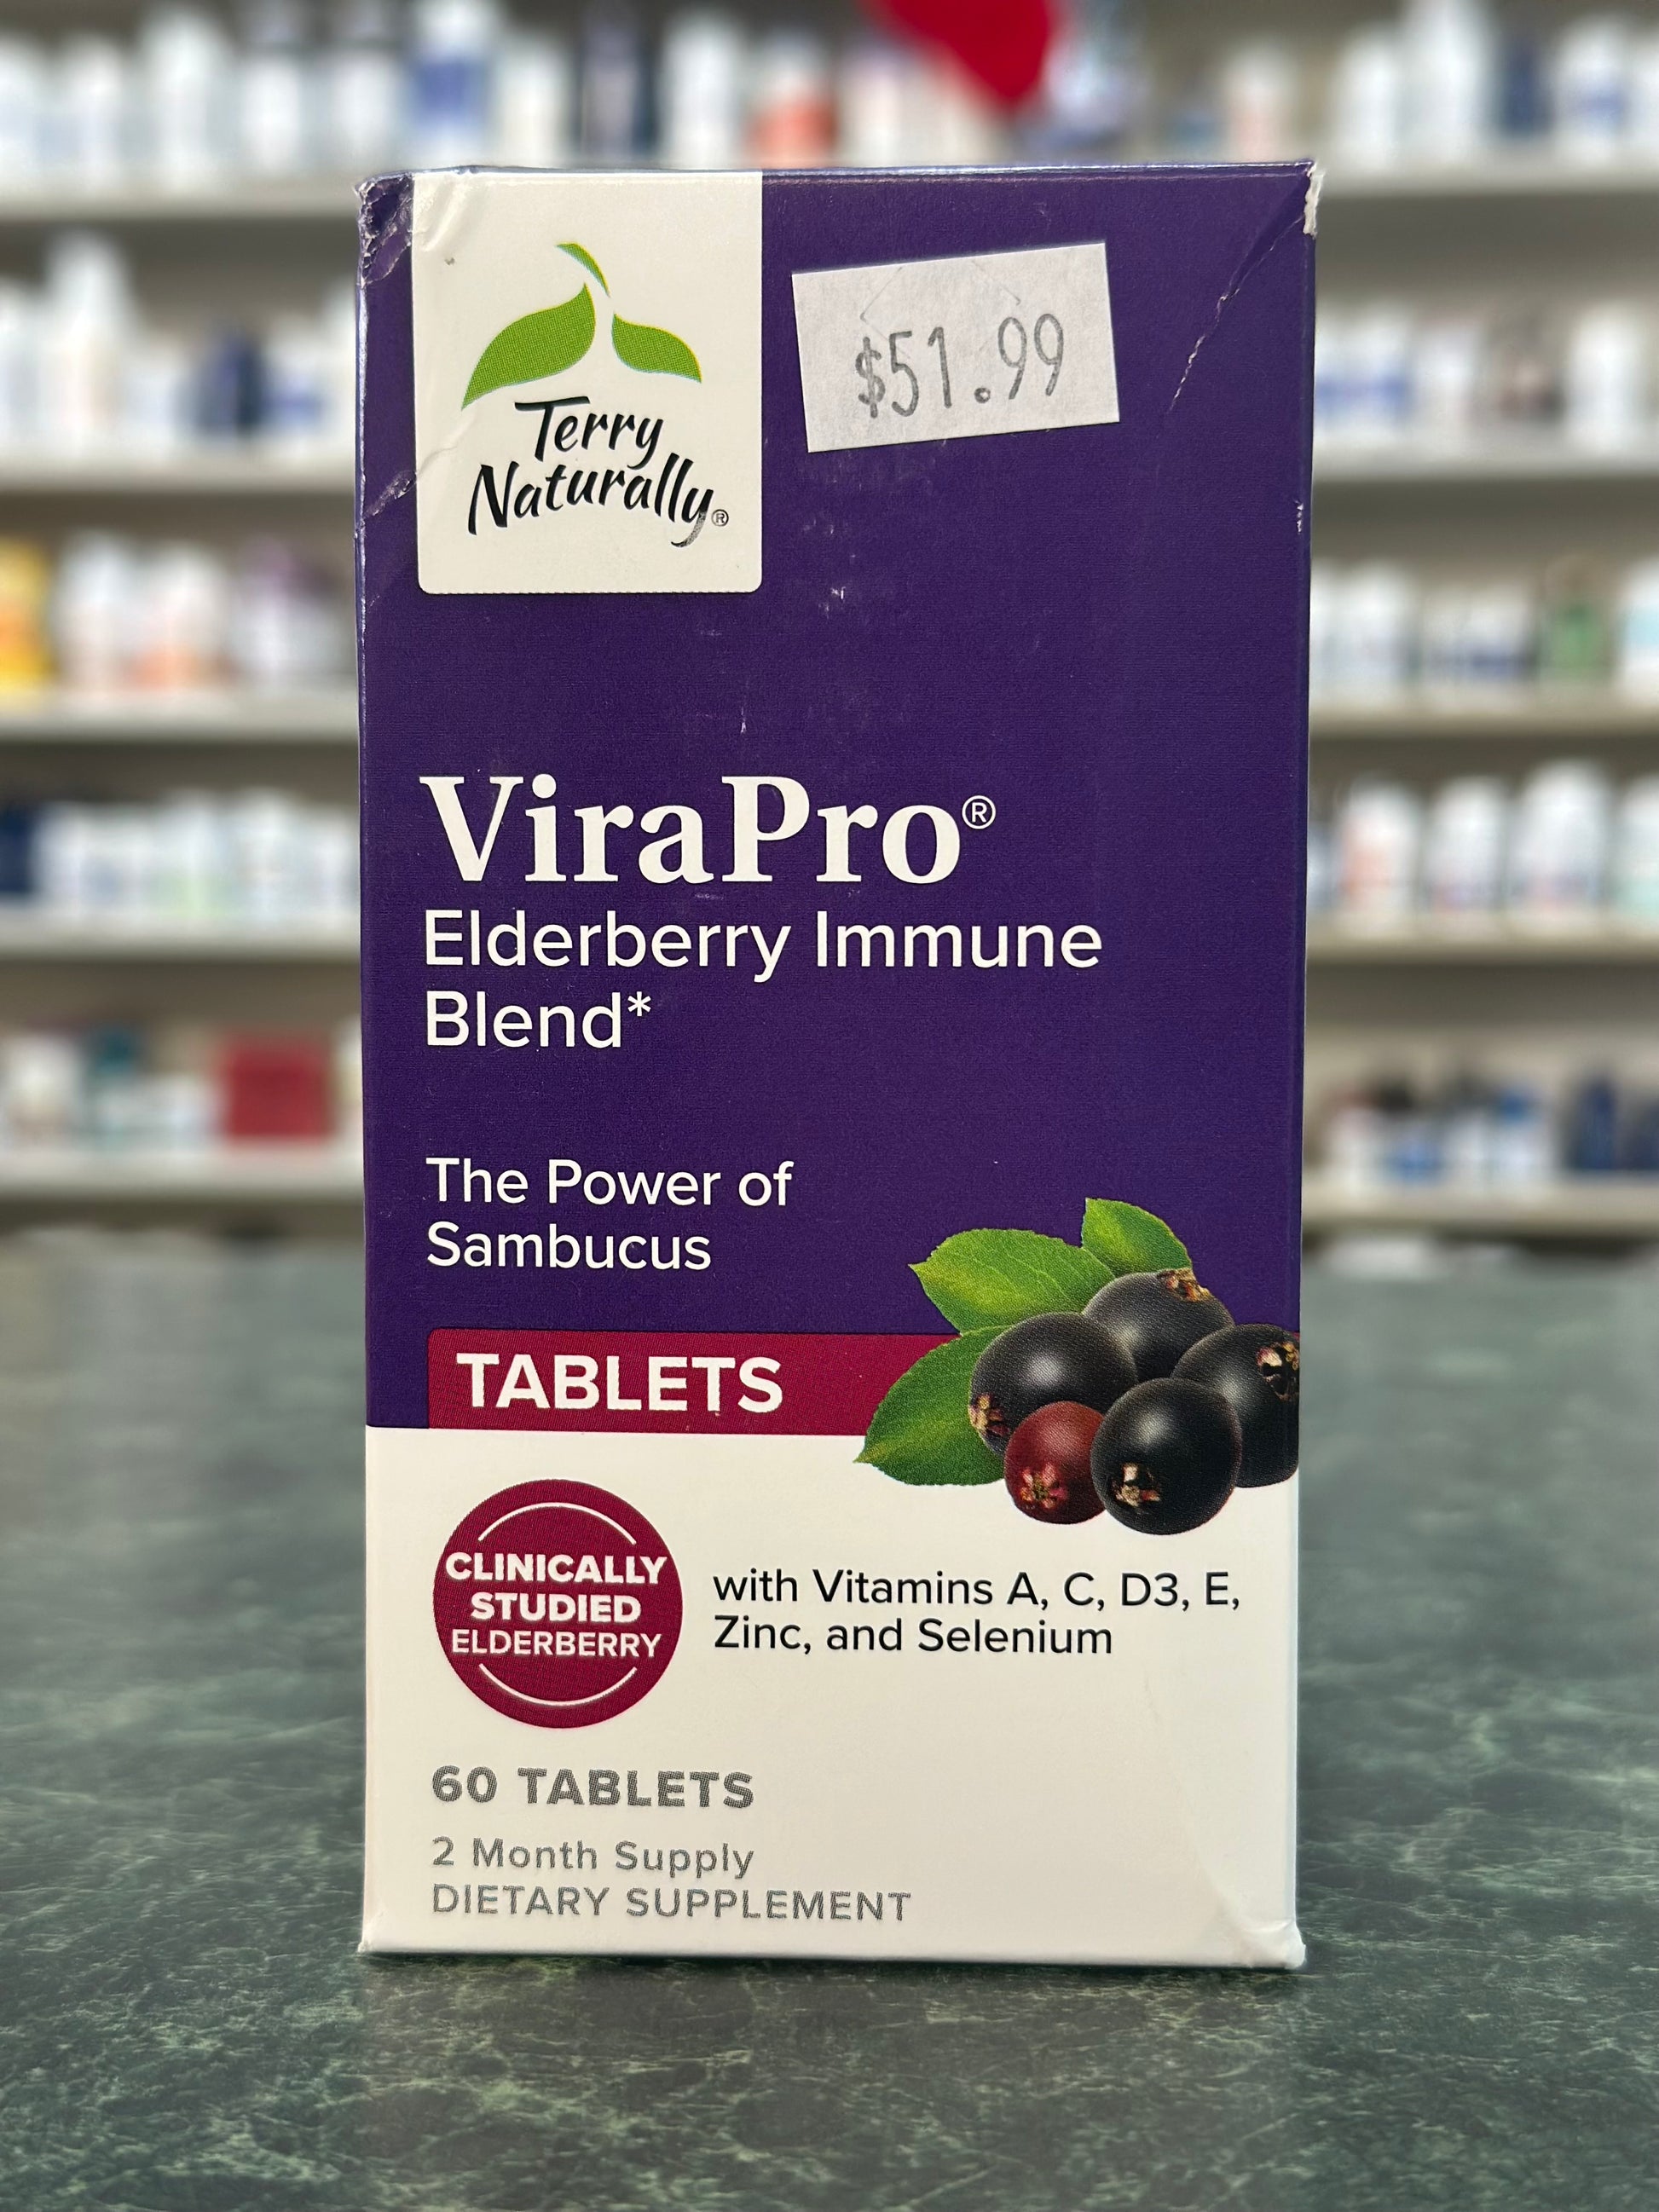 Terry
Naturally®
$51.99
ViraPro®
Elderberry Immune
Blend*
The Power of
Sambucus
TABLETS
CLINICALLY
STUDIED
ELDERBERRY
with Vitamins A, C, D3, E,
Zinc, and Selenium
60 TABLETS
2 Month Supply
DIETARY SUPPLEMENT